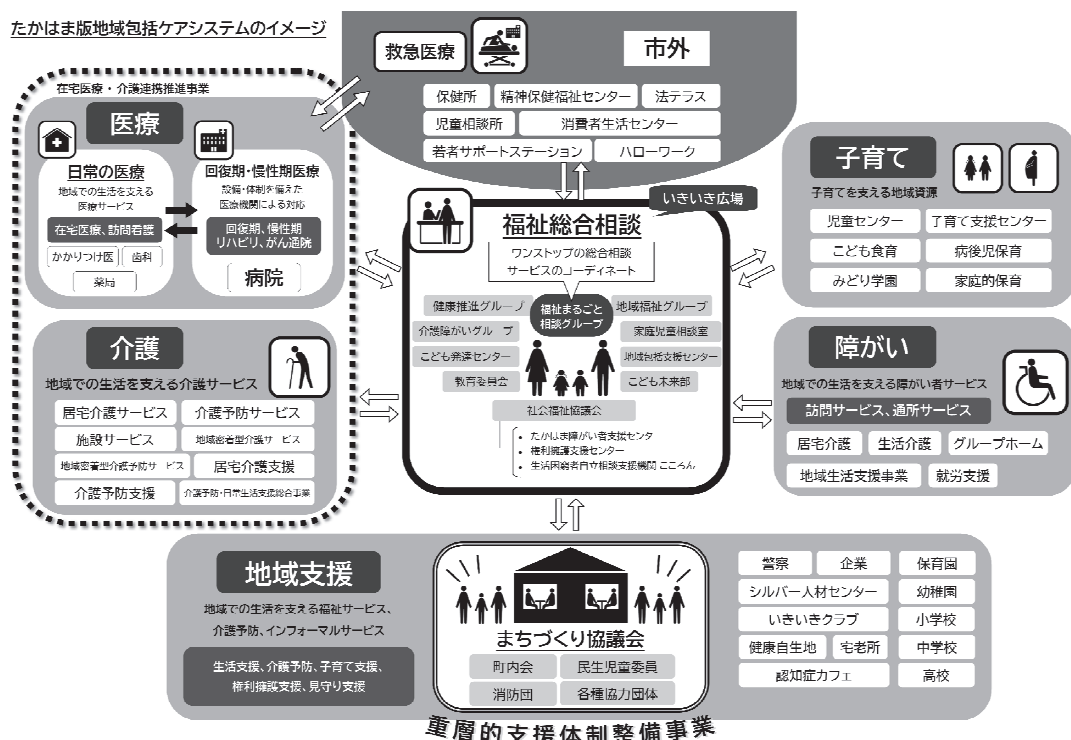 たかはま版地域包括ケアシステムのイメージ
救急医療
市外
保健所
精神保健福祉センター
法テラス
児童相談所
消費者生活センター
若者サポートステーション
ハローワーク
在宅医療・介護連携推進事業
医療
日常の医療
地域での生活を支える
医療サービス
在宅医療、訪問看護
かかりつけ医
歯科
薬局
回復期・慢性期医療
設備・体制を備えた
医療機関による対応
回復期、慢性期
リハビリ、がん通院
病院
介護
地域での生活を支える介護サービス
居宅介護サービス
介護予防サービス
施設サービス
地域密着型介護サービス
地域密着型介護予防サービス
居宅介護支援
介護予防支援
介護予防・日常生活支援総合事業
いきいき広場
福祉総合相談
ワンストップの総合相談
サービスのコーディネート
福祉まるごと
相談グループ
健康推進グループ
地域福祉グループ
介護障がいグループ
家庭児童相談室
こども発達センター
地域包括支援センター
教育委員会
こども未来部
社会福祉協議会
• たかはま障がい者支援センタ
• 権利擁護支援センター
• 生活困窮者自立相談支援機関 こころん
子育て
子育てを支える地域資源
児童センター
子育て支援センター
こども食育
病後児保育
みどり学園
家庭的保育
障がい
地域での生活を支える障がい者サービス
訪問サービス、通所サービス
居宅介護
生活介護
グループホーム
地域生活支援事業
就労支援
地域支援
地域での生活を支える福祉サービス、
介護予防、インフォーマルサービス
生活支援、介護予防、子育て支援、
権利擁護支援、見守り支援
まちづくり協議会
町内会
民生児童委員
消防団
各種協力団体
警察
企業
保育園
シルバー人材センター
幼稚園
いきいきクラブ
小学校
健康自生地
宅老所
中学校
認知症カフェ
高校
重層的支援体制整備事業